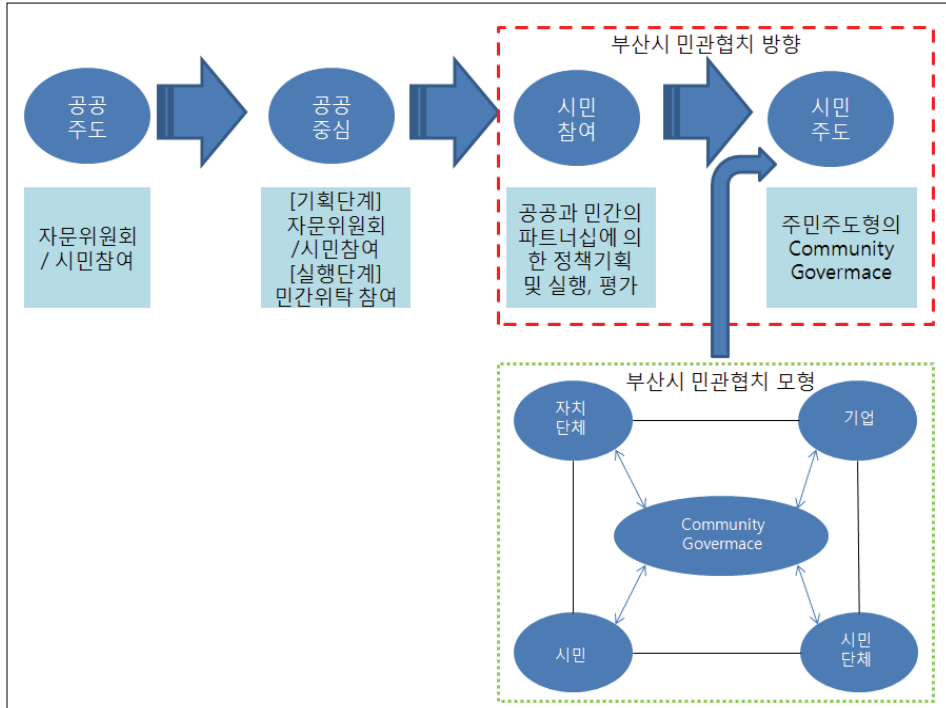 부산시 민관협치 방향
공공
주도
공공
중심
시민
참여
시민
주도
자문위원회
/ 시민참여
[기획단계]
자문위원회
/시민참여
[실행단계]
민간위탁 참여
공공과 민간의
파트너십에 의
한 정책기획
및 실행, 평가
주민주도형의
Community
Govermace
부산시 민관협치 모형
자치
단체
기업
Community
Govermace
시민
시민
단체